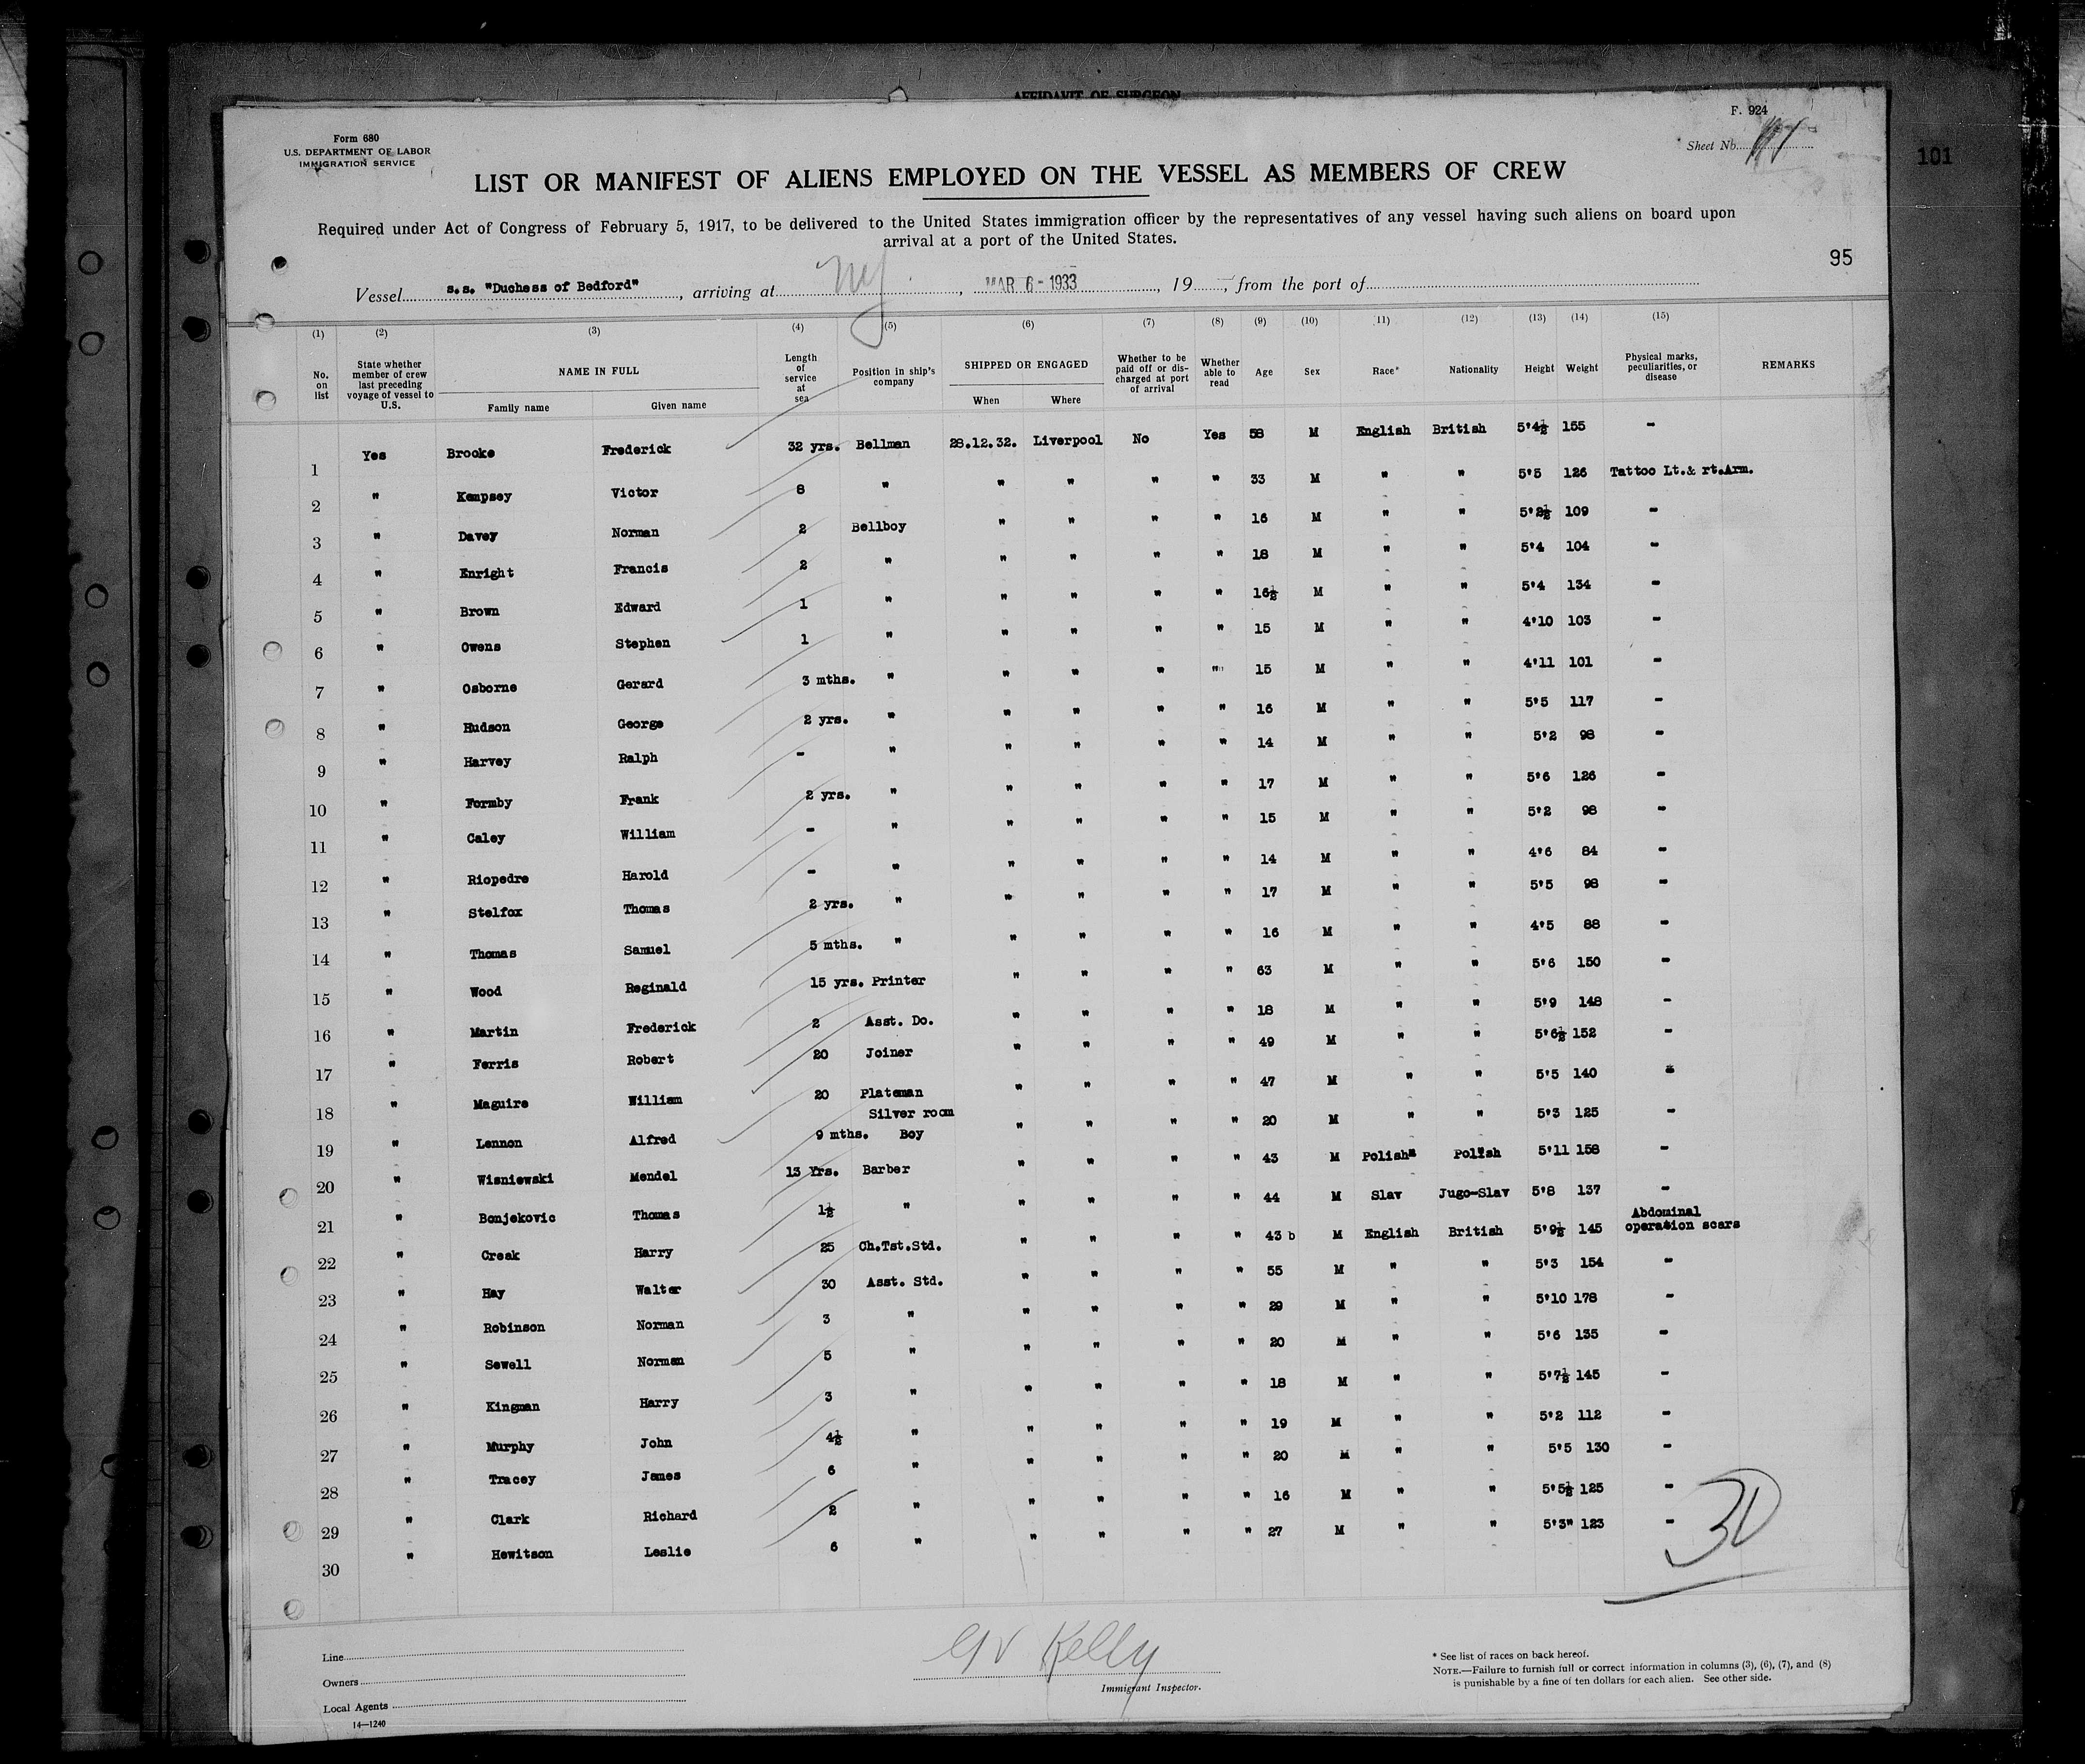 AFFIDAVIT OF SURGEON
F. 924
Form 680
U.S. DEPARTMENT OF LABOR
IMMIGRATION SERVICE
Sheet No.
101
LIST OR MANIFEST OF ALIENS EMPLOYED ON THE VESSEL AS MEMBERS OF CREW
Required under Act of Congress of February 5, 1917, to be delivered to the United States immigration officer by the representatives of any vessel having such aliens on board upon
arrival at a port of the United States.
95
Vessel s.s. "Duchess of Bedford", arriving at NY, MAR 6 - 1933, 19, from the port of
(1) (2) (3) (4) (5) (6) (7) (8) (9) (10) 11) (12) (13) (14) (15)
No. on list State whether member of crew last preceding voyage of vessel to U.S. NAME IN FULL Family name Given name Length of service at sea Position in ship's company SHIPPED OR ENGAGED When Where Whether to be paid off or discharged at port of arrival Whether able to read Age Sex Race* Nationality Height Weight Physical marks, peculiarities, or disease REMARKS
1 Yes Brooke Frederick 32 yrs. Bellman 28.12.32. Liverpool No Yes 58 M English British 5'4½ 155 -
2 " Kempsey Victor 8 " " " " " 33 M " " 5'5 126 Tattoo Lt.& rt.Arm.
3 " Davey Norman 2 Bellboy " " " " 16 M " " 5'2½ 109 -
4 " Enright Francis 2 " " " " " 18 M " " 5'4 104 -
5 " Brown Edward 1 " " " " " 16½ M " " 5'4 134 -
6 " Owens Stephen 1 " " " " " 15 M " " 4'10 103 -
7 " Osborne Gerard 3 mths. " " " " " 15 M " " 4'11 101 -
8 " Hudson George 2 yrs. " " " " " 16 M " " 5'5 117 -
9 " Harvey Ralph - " " " " " 14 M " " 5'2 98 -
10 " Formby Frank 2 yrs. " " " " " 17 M " " 5'6 126 -
11 " Caley William - " " " " " 15 M " " 5'2 98 -
12 " Riopedre Harold - " " " " " 14 M " " 4'6 84 -
13 " Stelfox Thomas 2 yrs. " " " " " 17 M " " 5'5 98 -
14 " Thomas Samuel 5 mths. " " " " " 16 M " " 4'5 88 -
15 " Wood Reginald 15 yrs. Printer " " " " 63 M " " 5'6 150 -
16 " Martin Frederick 2 Asst. Do. " " " " 18 M " " 5'9 148 -
17 " Ferris Robert 20 Joiner " " " " 49 M " " 5'6½ 152 -
18 " Maguire William 20 Plateman " " " " 47 M " " 5'5 140 -
19 " Lennon Alfred 9 mths. Silver room Boy " " " " 20 M " " 5'3 125 -
20 " Wisniewski Mendel 13 Yrs. Barber " " " " 43 M Polish Polish 5'11 158 -
21 " Bonjekovic Thomas 1½ " " " " " 44 M Slav Jugo-Slav 5'8 137 -
22 " Creak Harry 25 Ch.Tst.Std. " " " " 43 b M English British 5'9½ 145 Abdominal operation scars
23 " Hay Walter 30 Asst. Std. " " " " 55 M " " 5'3 154 -
24 " Robinson Norman 3 " " " " " 29 M " " 5'10 178 -
25 " Sewell Norman 5 " " " " " 20 M " " 5'6 135 -
26 " Kingman Harry 3 " " " " " 18 M " " 5'7½ 145 -
27 " Murphy John 4½ " " " " " 19 M " " 5'2 112 -
28 " Tracey James 6 " " " " " 20 M " " 5'5 130 -
29 " Clark Richard 2 " " " " " 16 M " " 5'5½ 125 -
30 " Hewitson Leslie 6 " " " " " 27 M " " 5'3" 123 -
30
Line
Owners
Local Agents
14—1240
GV Kelly
Immigrant Inspector.
* See list of races on back hereof.
NOTE.—Failure to furnish full or correct information in columns (3), (6), (7), and (8)
is punishable by a fine of ten dollars for each alien. See other side.